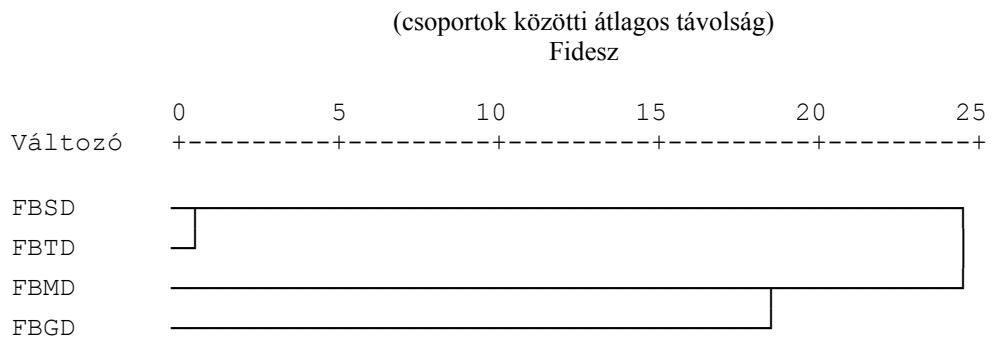 (csoportok közötti átlagos távolság)
Fidesz
0 5 10 15 20 25
Változó +---------+---------+---------+---------+---------+
FBSD
FBTD
FBMD
FBGD